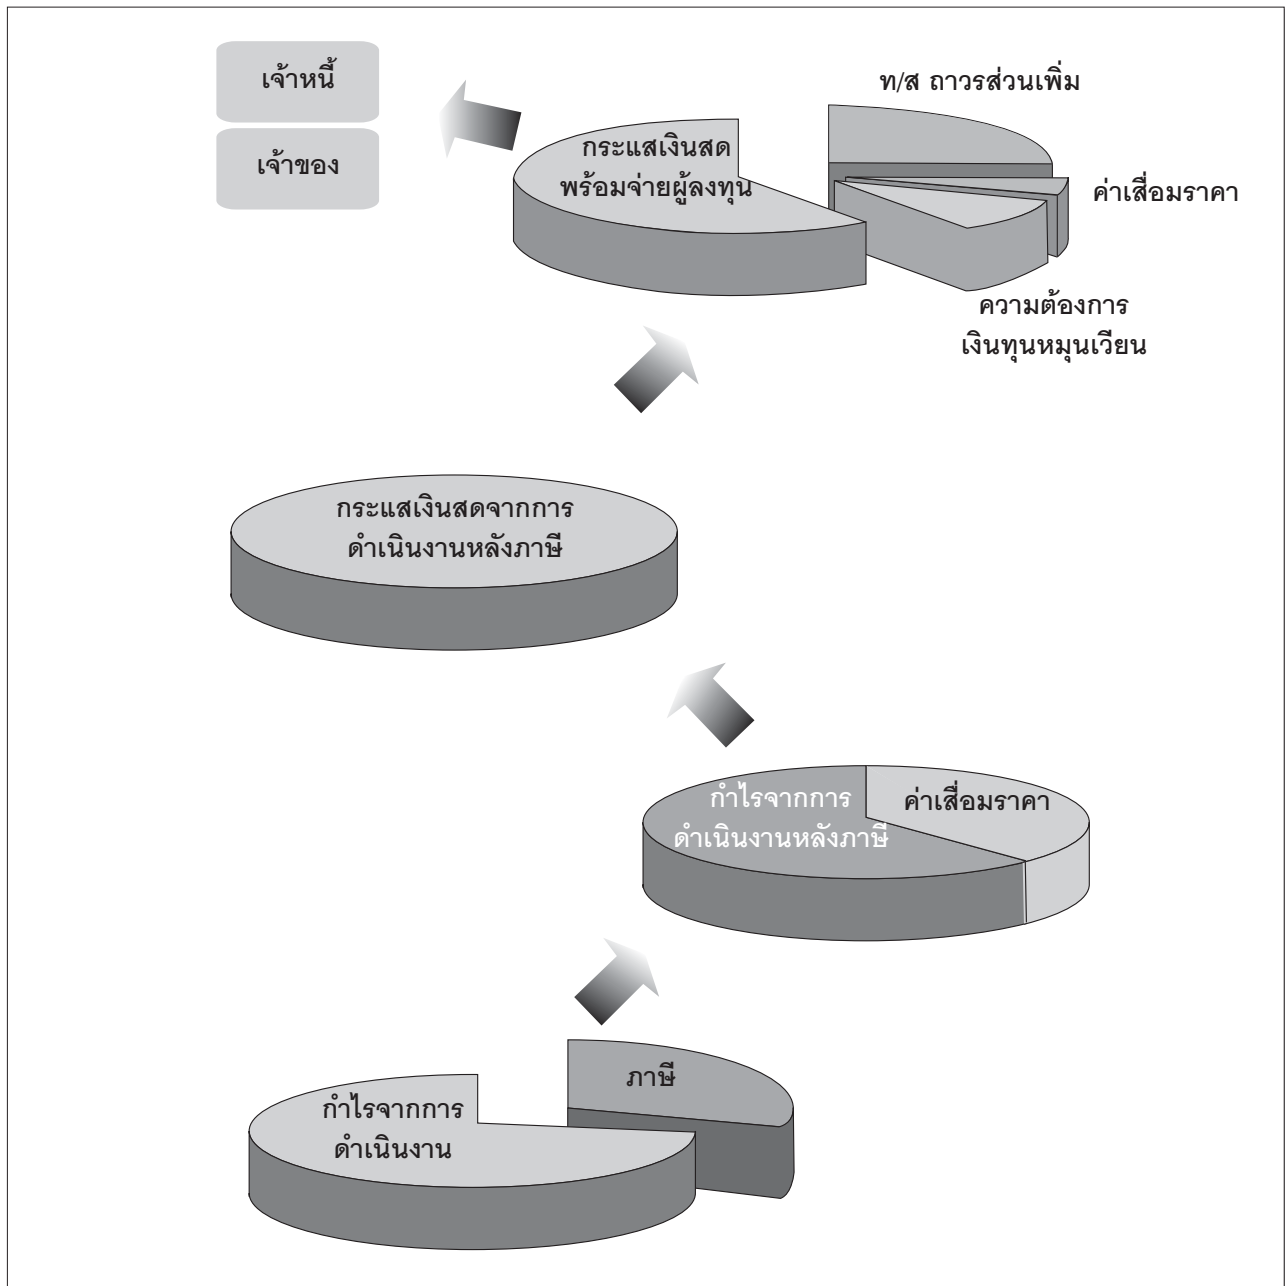 เจ้าหนี้
เจ้าของ
กระแสเงินสด
พร้อมจ่ายผู้ลงทุน
ท/ส ถาวรส่วนเพิ่ม
ค่าเสื่อมราคา
ความต้องการ
เงินทุนหมุนเวียน
กระแสเงินสดจากการ
ดำเนินงานหลังภาษี
กำไรจากการ
ดำเนินงานหลังภาษี
ค่าเสื่อมราคา
ภาษี
กำไรจากการ
ดำเนินงาน